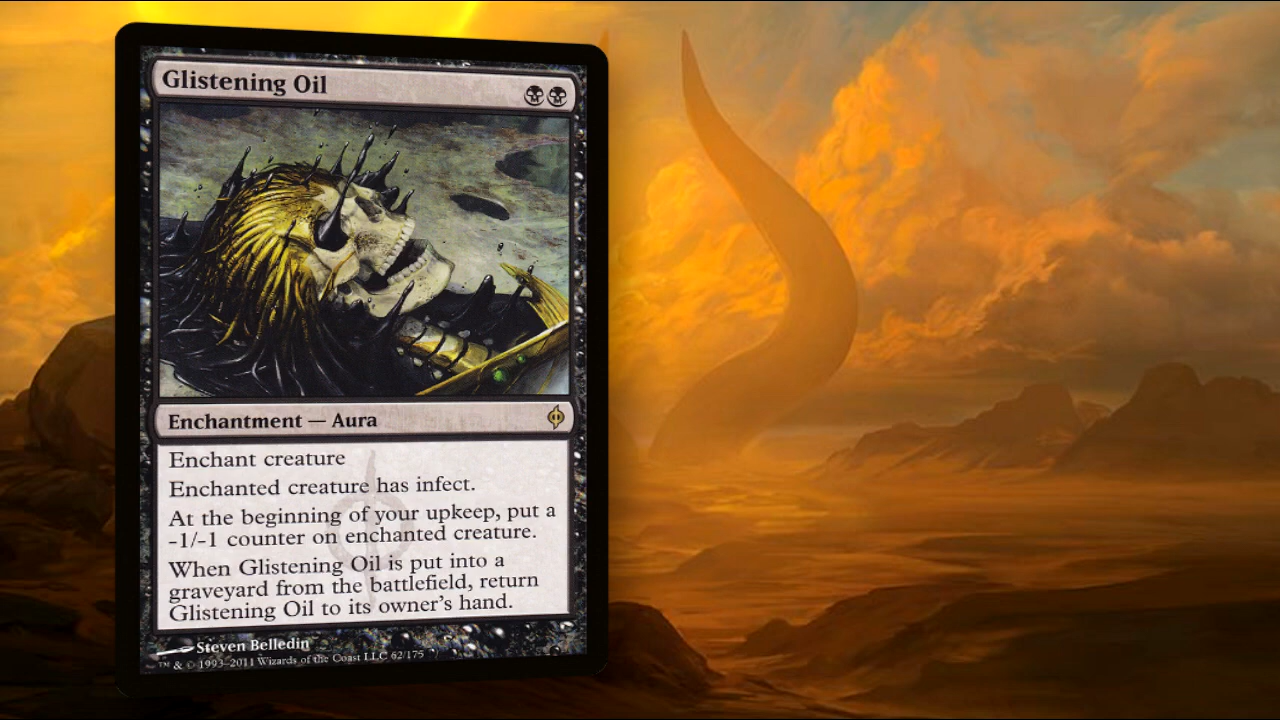 Glistening Oil
Enchantment — Aura
Enchant creature
Enchanted creature has infect.
At the beginning of your upkeep, put a
-1/-1 counter on enchanted creature.
When Glistening Oil is put into a
graveyard from the battlefield, return
Glistening Oil to its owner's hand.
Steven Belledin
™ & © 1993–2011 Wizards of the Coast LLC 62/175